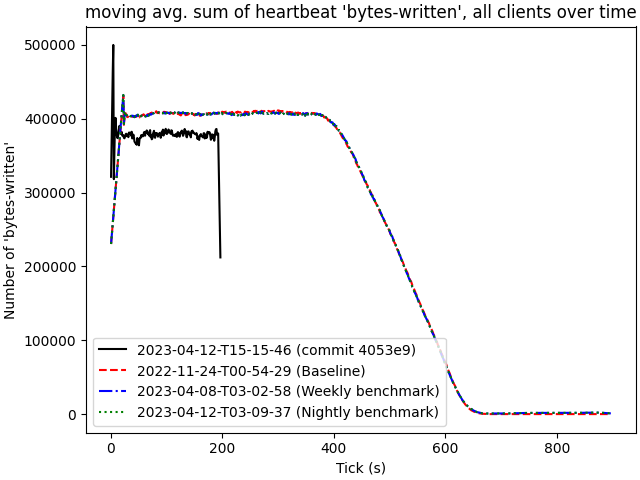 moving avg. sum of heartbeat 'bytes-written', all clients over time
500000
400000
300000
200000
100000
0
Number of 'bytes-written'
2023-04-12-T15-15-46 (commit 4053e9)
2022-11-24-T00-54-29 (Baseline)
2023-04-08-T03-02-58 (Weekly benchmark)
2023-04-12-T03-09-37 (Nightly benchmark)
0 200 400 600 800
Tick (s)